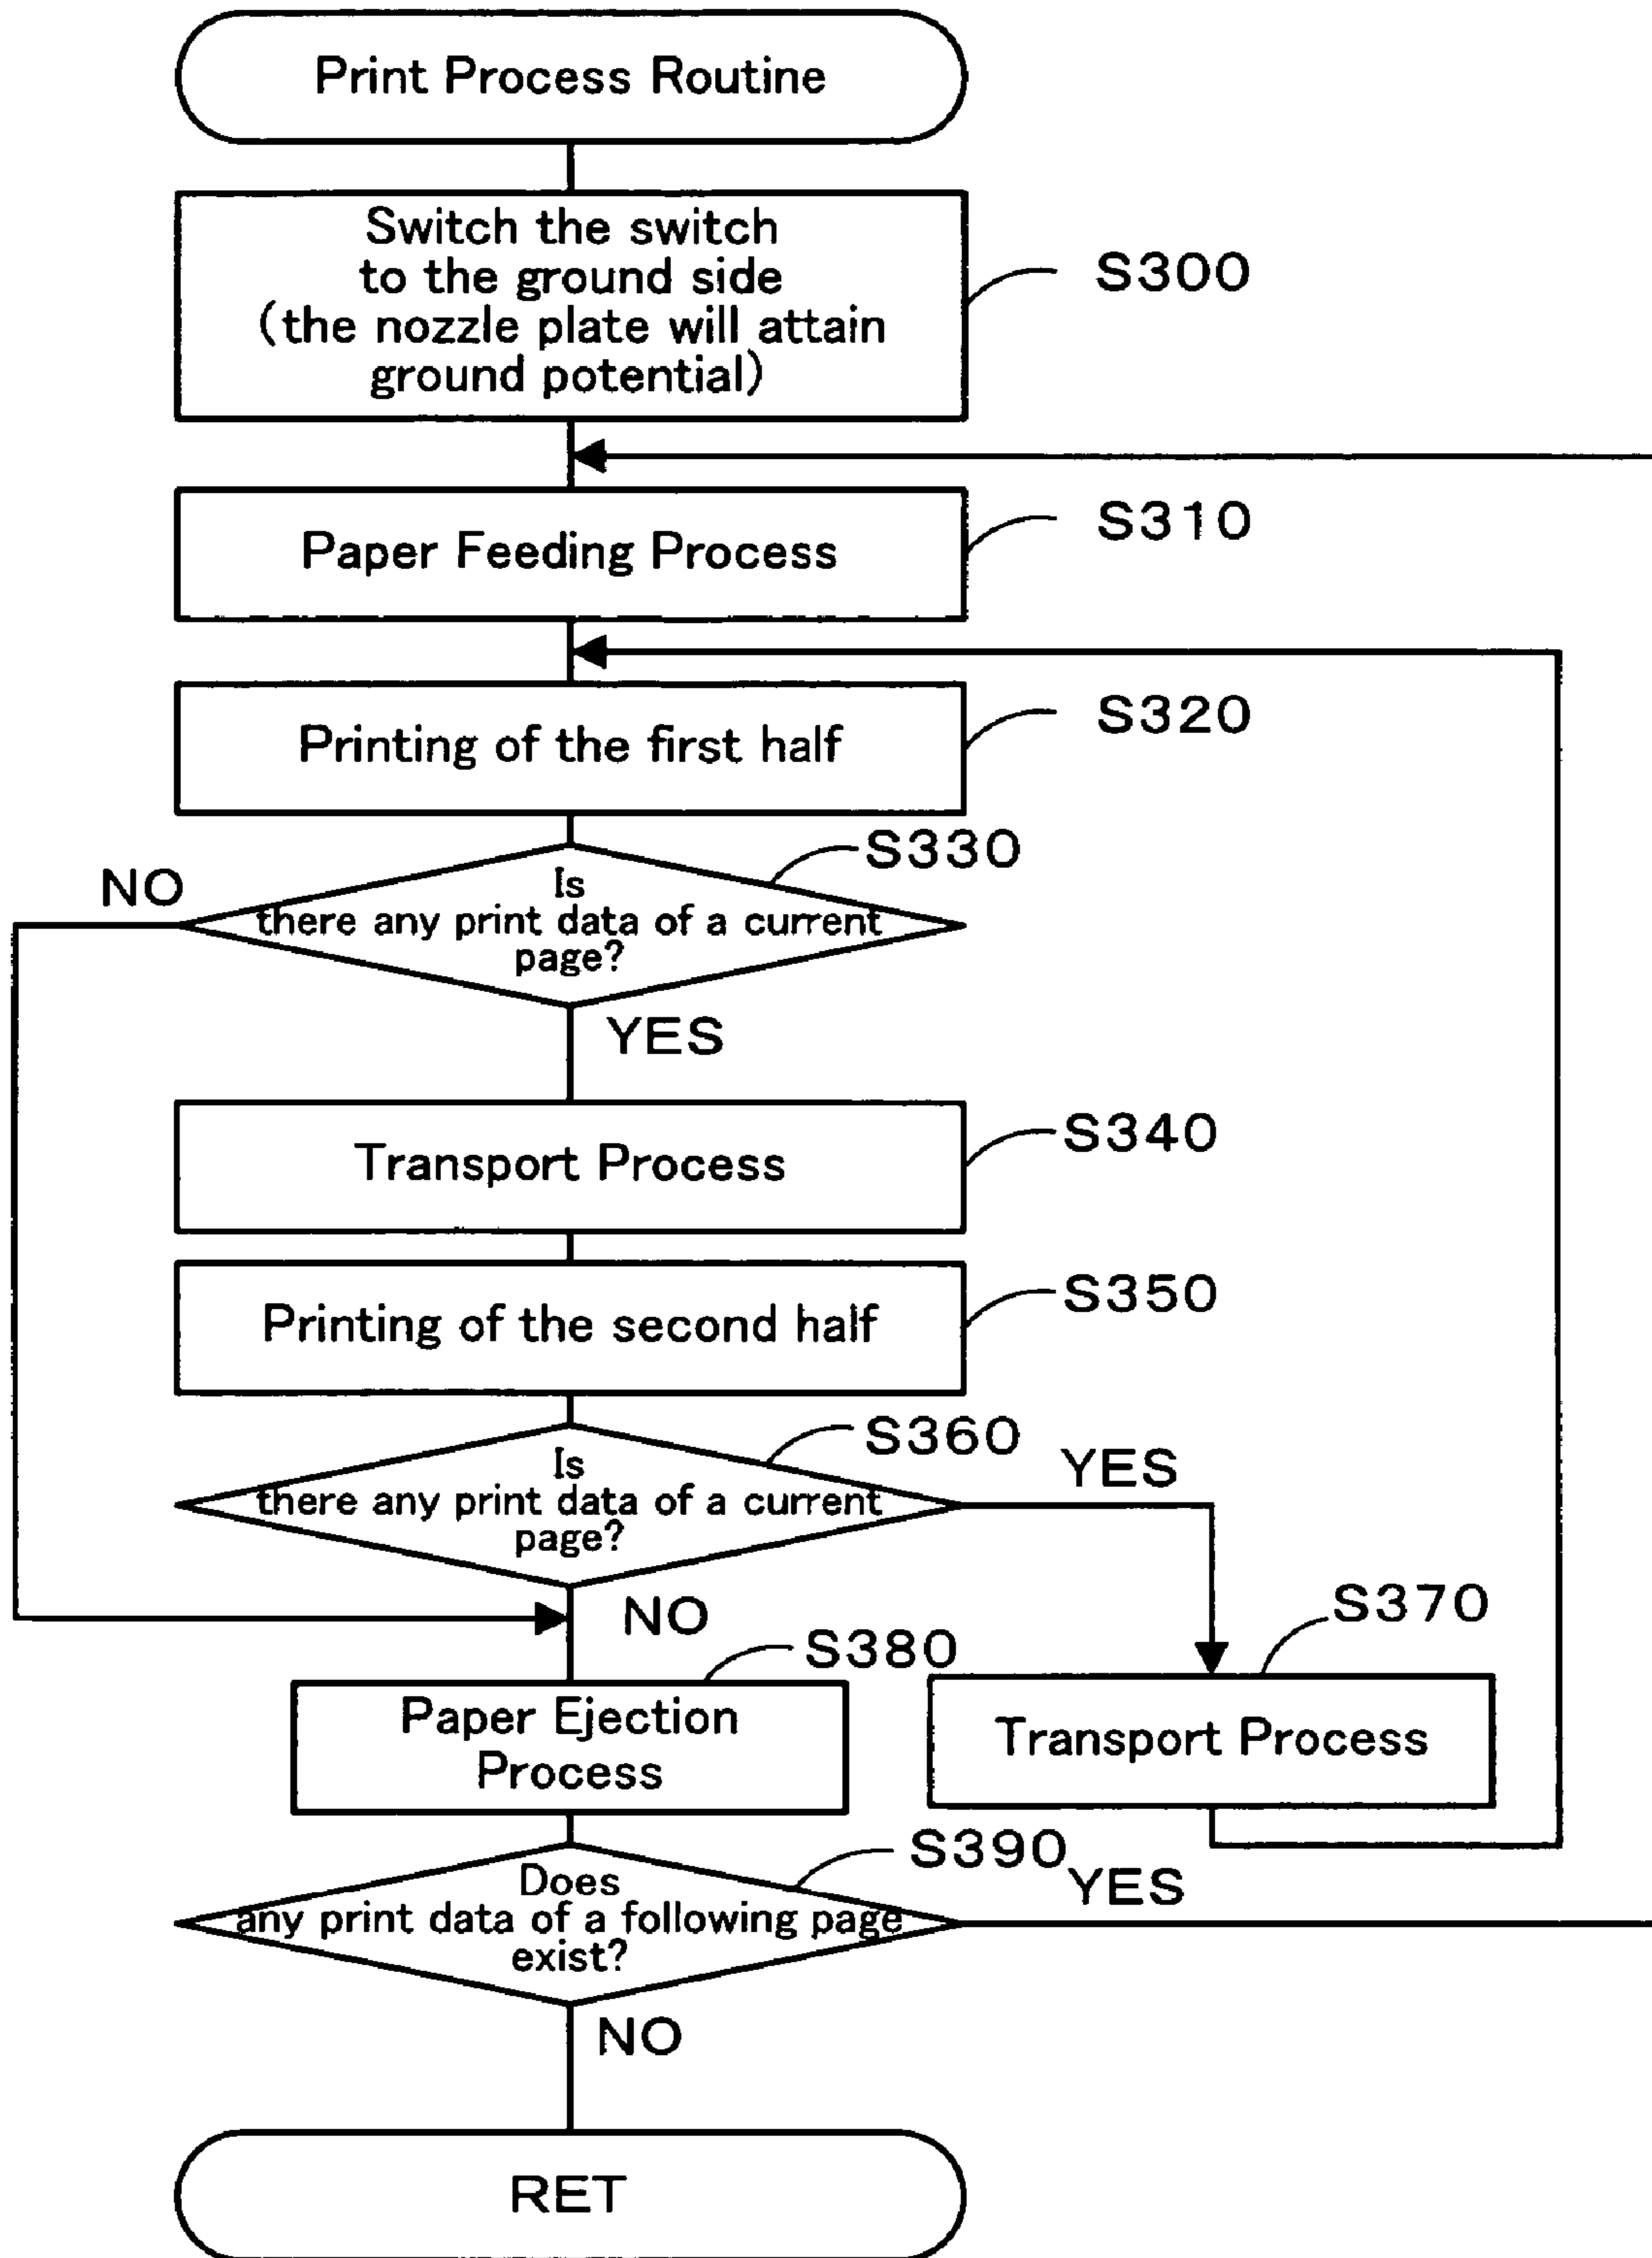 Print Process Routine
Switch the switch
to the ground side
(the nozzle plate will attain
ground potential)
S300
Paper Feeding Process
S310
Printing of the first half
S320
S330
NO
Is
there any print data of a current
page?
YES
Transport Process
S340
Printing of the second half
S350
S360
Is
there any print data of a current
page?
YES
NO
S370
S380
Paper Ejection
Process
Transport Process
S390
Does
any print data of a following page
exist?
YES
NO
RET